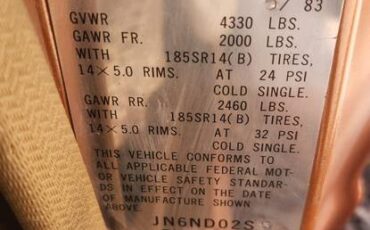 / 83
GVWR 4330 LBS.
GAWR FR. 2000 LBS.
WITH 185SR14(B) TIRES,
14×5.0 RIMS. AT 24 PSI
COLD SINGLE.
GAWR RR. 2460 LBS.
WITH 185SR14(B) TIRES,
14×5.0 RIMS. AT 32 PSI
COLD SINGLE.
THIS VEHICLE CONFORMS TO
ALL APPLICABLE FEDERAL MOT-
OR VEHICLE SAFETY STANDAR-
DS IN EFFECT ON THE DATE
OF MANUFACTURE SHOWN
ABOVE.
JN6ND02S